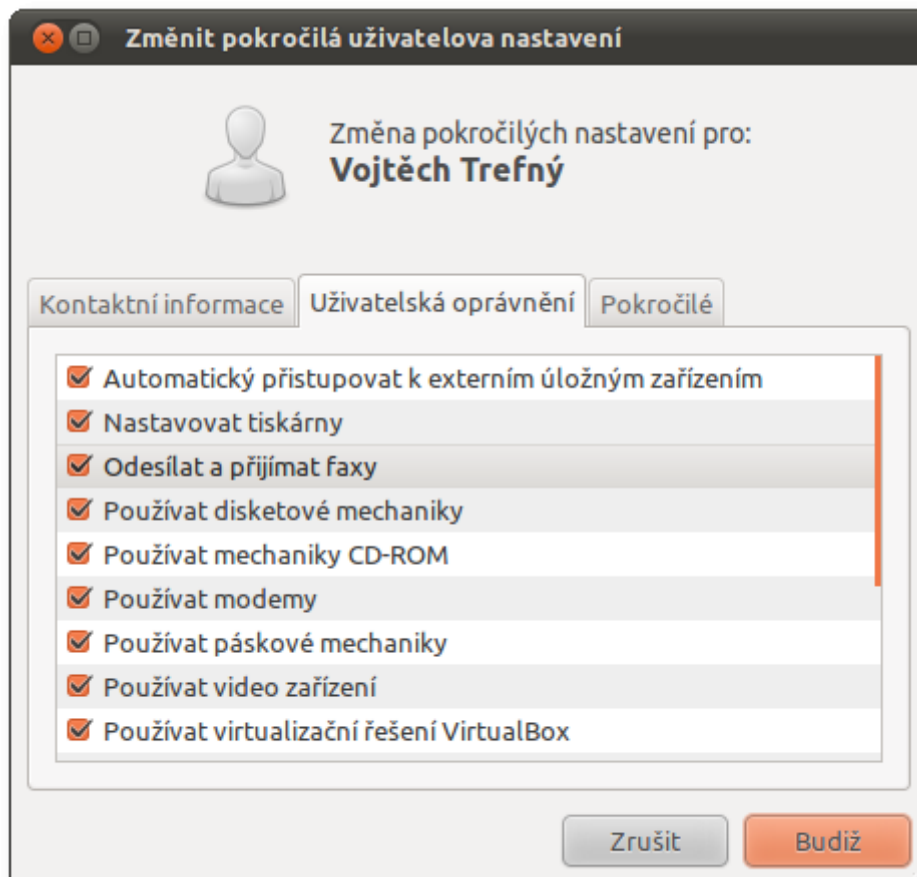 Změnit pokročilá uživatelova nastavení
Změna pokročilých nastavení pro:
Vojtěch Trefný
Kontaktní informace
Uživatelská oprávnění
Pokročilé
Automatický přistupovat k externím úložným zařízením
Nastavovat tiskárny
Odesílat a přijímat faxy
Používat disketové mechaniky
Používat mechaniky CD-ROM
Používat modemy
Používat páskové mechaniky
Používat video zařízení
Používat virtualizační řešení VirtualBox
Zrušit
Budiž